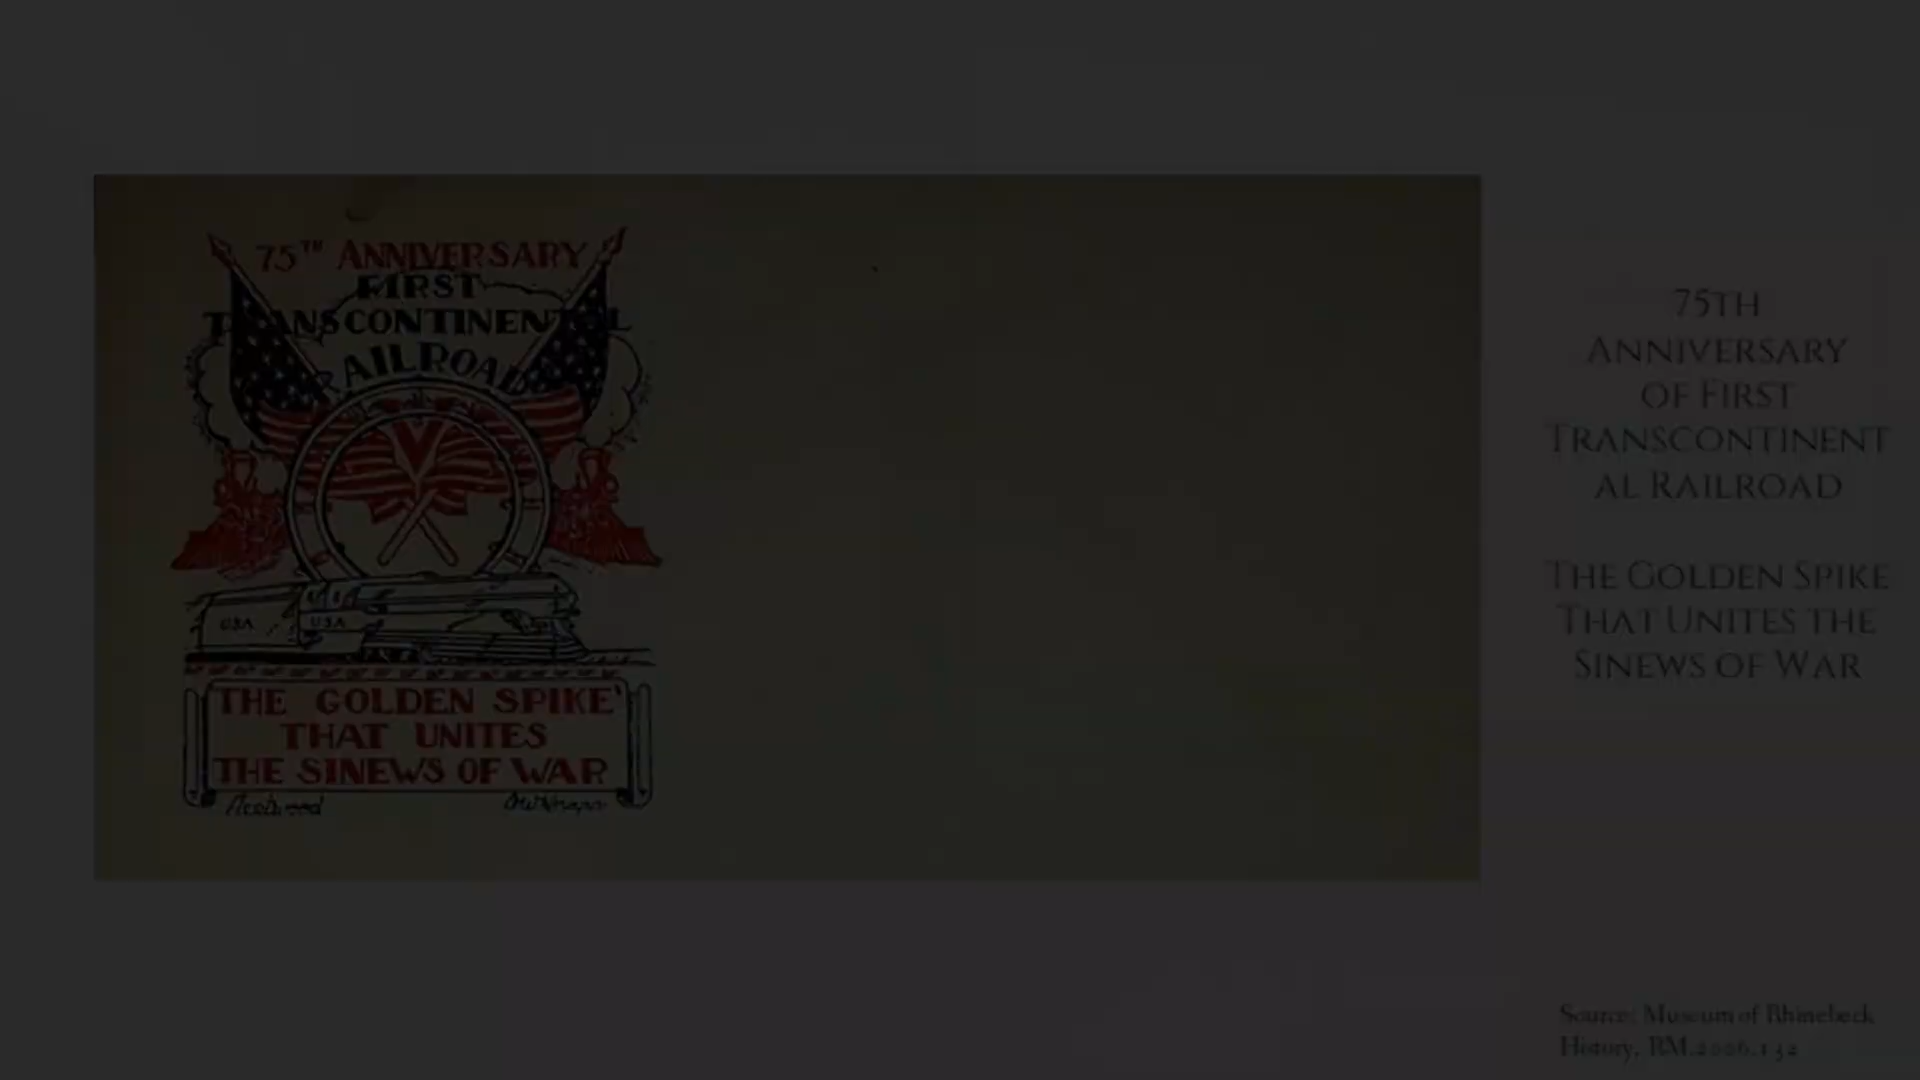 75TH ANNIVERSARY
FIRST
TRANSCONTINENTAL
RAILROAD
V
USA USA
THE GOLDEN SPIKE
THAT UNITES
THE SINEWS OF WAR
Fleetwood
75TH
ANNIVERSARY
OF FIRST
TRANSCONTINENT
AL RAILROAD
THE GOLDEN SPIKE
THAT UNITES THE
SINEWS OF WAR
Source: Museum of Rhinebeck
History, RM.2006.132